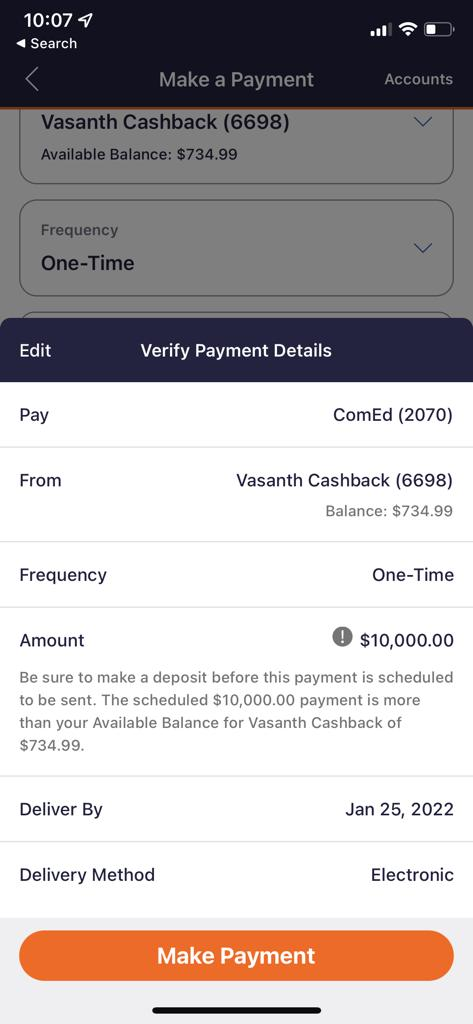 10:07
Search
Make a Payment
Accounts
Vasanth Cashback (6698)
Available Balance: $734.99
Frequency
One-Time
Edit
Verify Payment Details
Pay
ComEd (2070)
From
Vasanth Cashback (6698)
Balance: $734.99
Frequency
One-Time
Amount
! $10,000.00
Be sure to make a deposit before this payment is scheduled
to be sent. The scheduled $10,000.00 payment is more
than your Available Balance for Vasanth Cashback of
$734.99.
Deliver By
Jan 25, 2022
Delivery Method
Electronic
Make Payment